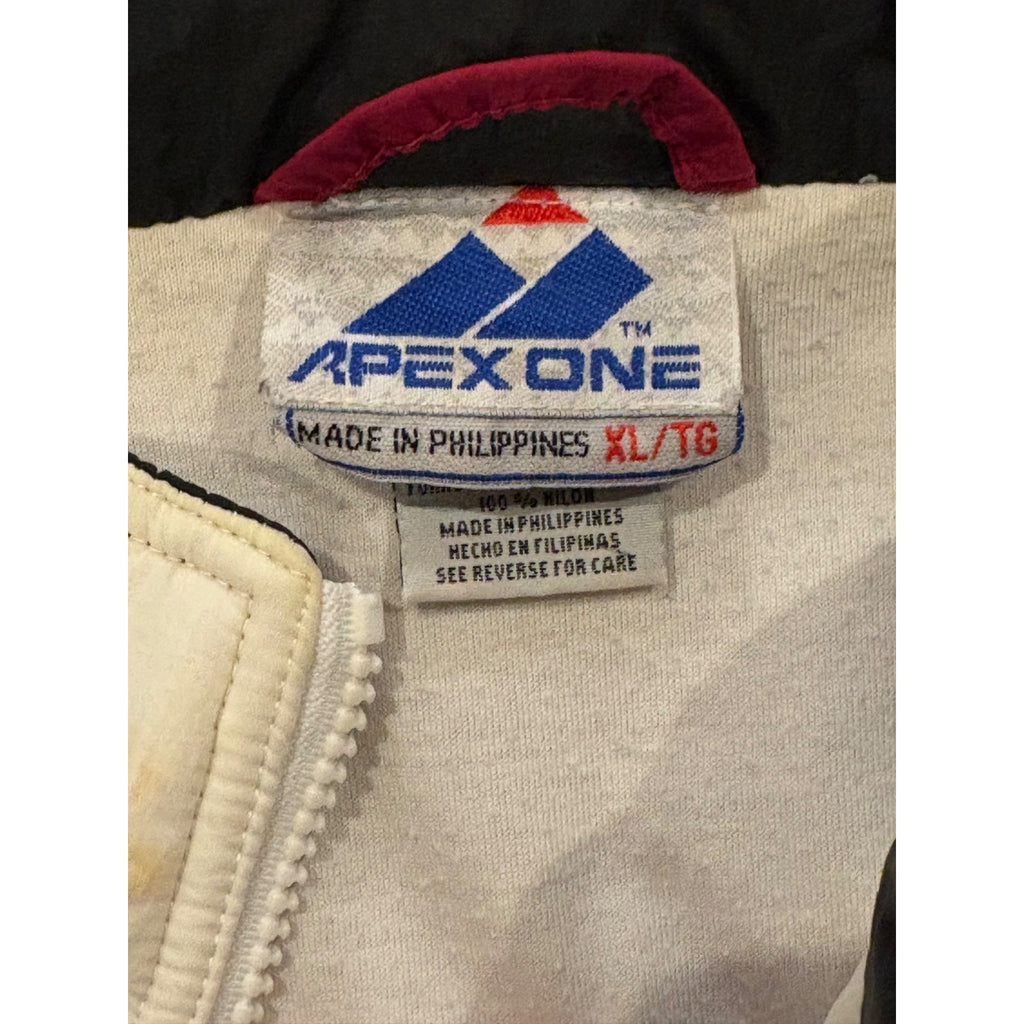 TM
APEX ONE
MADE IN PHILIPPINES XL/TG
100 % NILON
MADE IN PHILIPPINES
HECHO EN FILIPINAS
SEE REVERSE FOR CARE